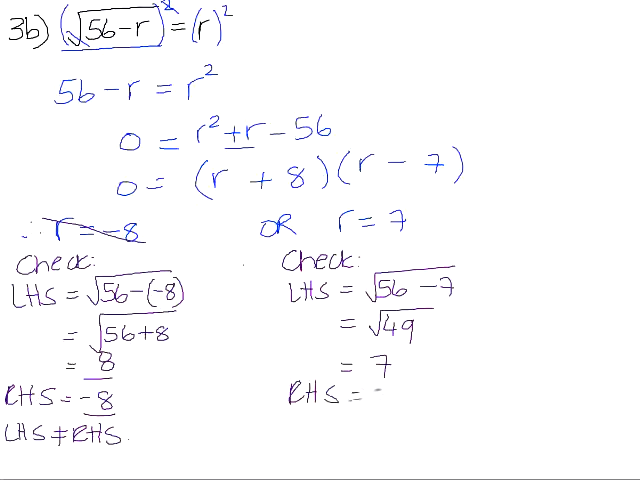 3b) (√56-r)² = (r)²
56 - r = r²
0 = r² + r - 56
0 = (r + 8)(r - 7)
∴ r = -8 OR r = 7
Check:
LHS = √56-(-8)
= √56+8
= 8
RHS = -8
LHS ≠ RHS.
Check:
LHS = √56 - 7
= √49
= 7
RHS =